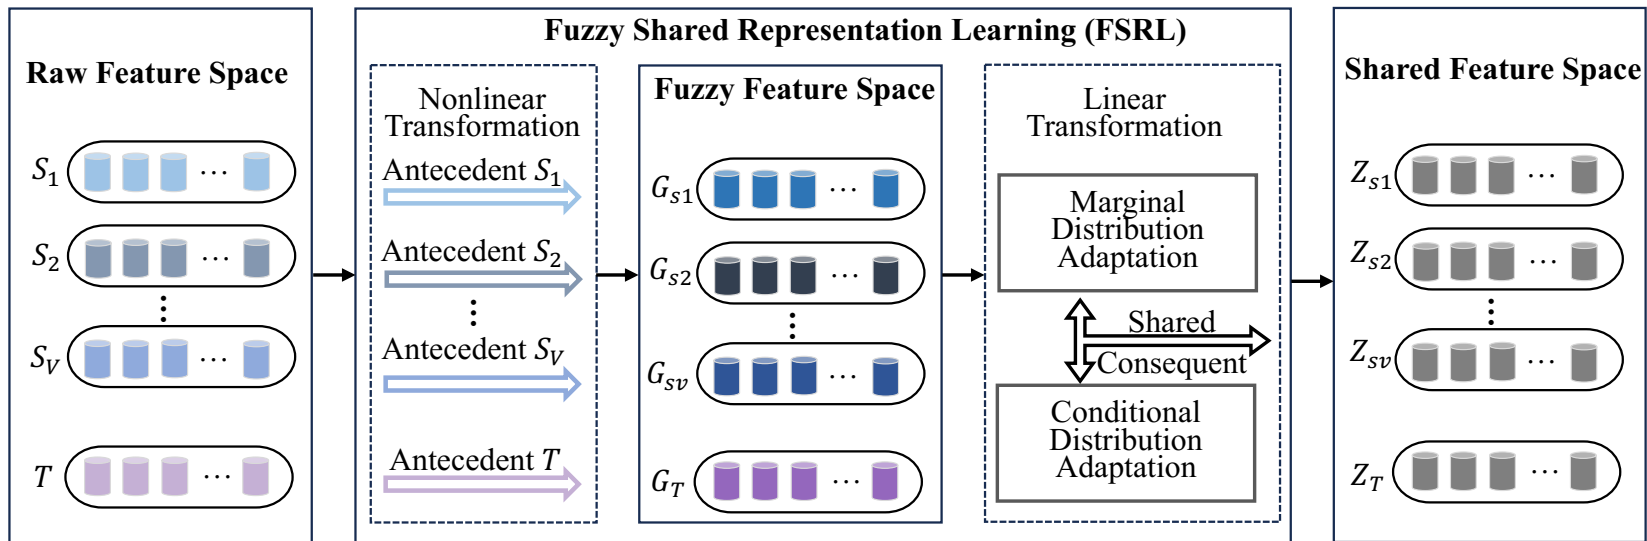 Fuzzy Shared Representation Learning (FSRL)
Raw Feature Space
S1
⋯
S2
⋯
⋮
SV
⋯
T
⋯
Nonlinear
Transformation
Antecedent S1
Antecedent S2
⋮
Antecedent SV
Antecedent T
Fuzzy Feature Space
Gs1
⋯
Gs2
⋯
⋮
Gsv
⋯
GT
⋯
Linear
Transformation
Marginal
Distribution
Adaptation
Shared
Consequent
Conditional
Distribution
Adaptation
Shared Feature Space
Zs1
⋯
Zs2
⋯
⋮
Zsv
⋯
ZT
⋯